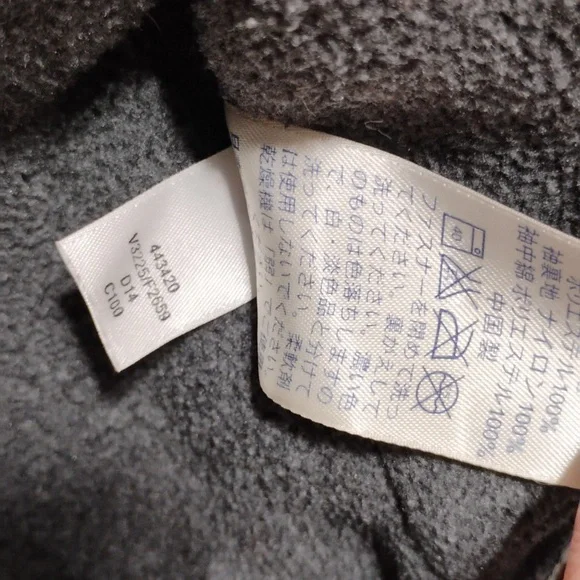 443420
V3225/F2659
D14
C100
ポリエステル100%
袖裏地 ナイロン100%
袖中綿ポリエステル100%
中国製
40
ファスナーを閉めて洗っ
てください。裏がえして
洗ってください。濃い色
のものは色落ちしますの
で、白・淡色品と分けて
洗ってください。柔軟剤
は使用しないでください。
乾燥機は